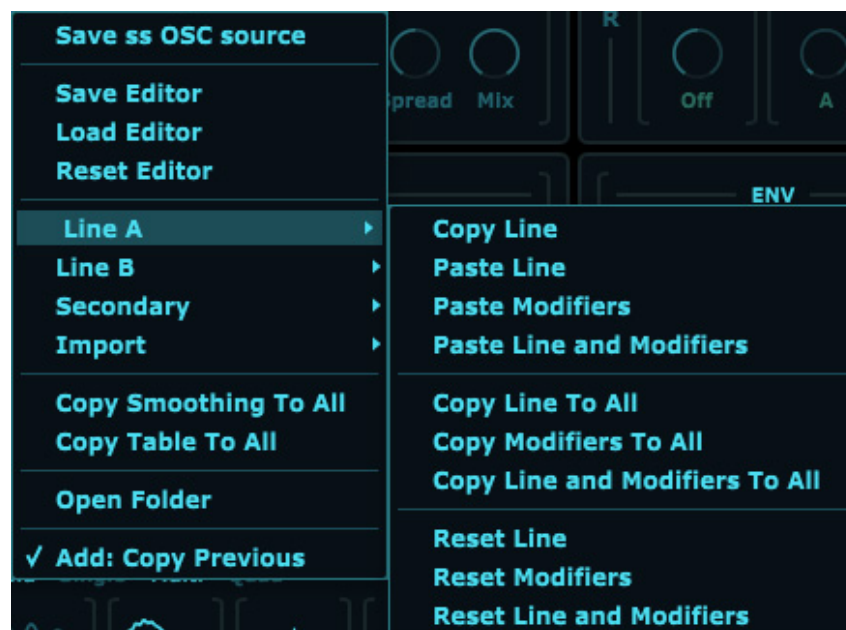 Save ss OSC source
Save Editor
Load Editor
Reset Editor
Line A
Line B
Secondary
Import
Copy Smoothing To All
Copy Table To All
Open Folder
✓ Add: Copy Previous
Copy Line
Paste Line
Paste Modifiers
Paste Line and Modifiers
Copy Line To All
Copy Modifiers To All
Copy Line and Modifiers To All
Reset Line
Reset Modifiers
Reset Line and Modifiers
R
Mix
Off
A
ENV